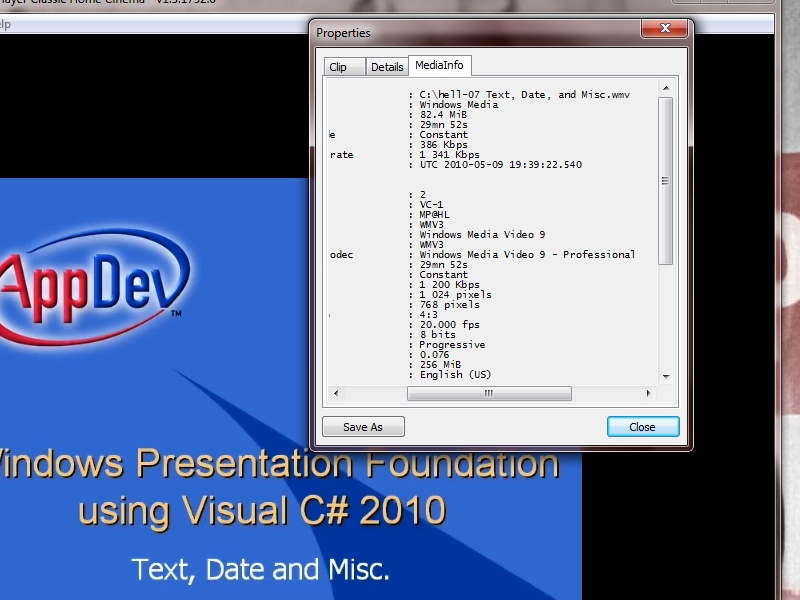 ayer Classic Home Cinema - v1.3.1752.0
elp
Properties
X
Clip
Details
MediaInfo
: C:\hell-07 Text, Date, and Misc.wmv
: Windows Media
: 82.4 MiB
: 29mn 52s
e : Constant
: 386 Kbps
rate : 1 341 Kbps
: UTC 2010-05-09 19:39:22.540
: 2
: VC-1
: MP@HL
: WMV3
: Windows Media Video 9
: WMV3
odec : Windows Media Video 9 - Professional
: 29mn 52s
: Constant
: 1 200 Kbps
: 1 024 pixels
: 768 pixels
: 4:3
: 20.000 fps
: 8 bits
: Progressive
: 0.076
: 256 MiB
: English (US)
Save As
Close
AppDev™
indows Presentation Foundation
using Visual C# 2010
Text, Date and Misc.